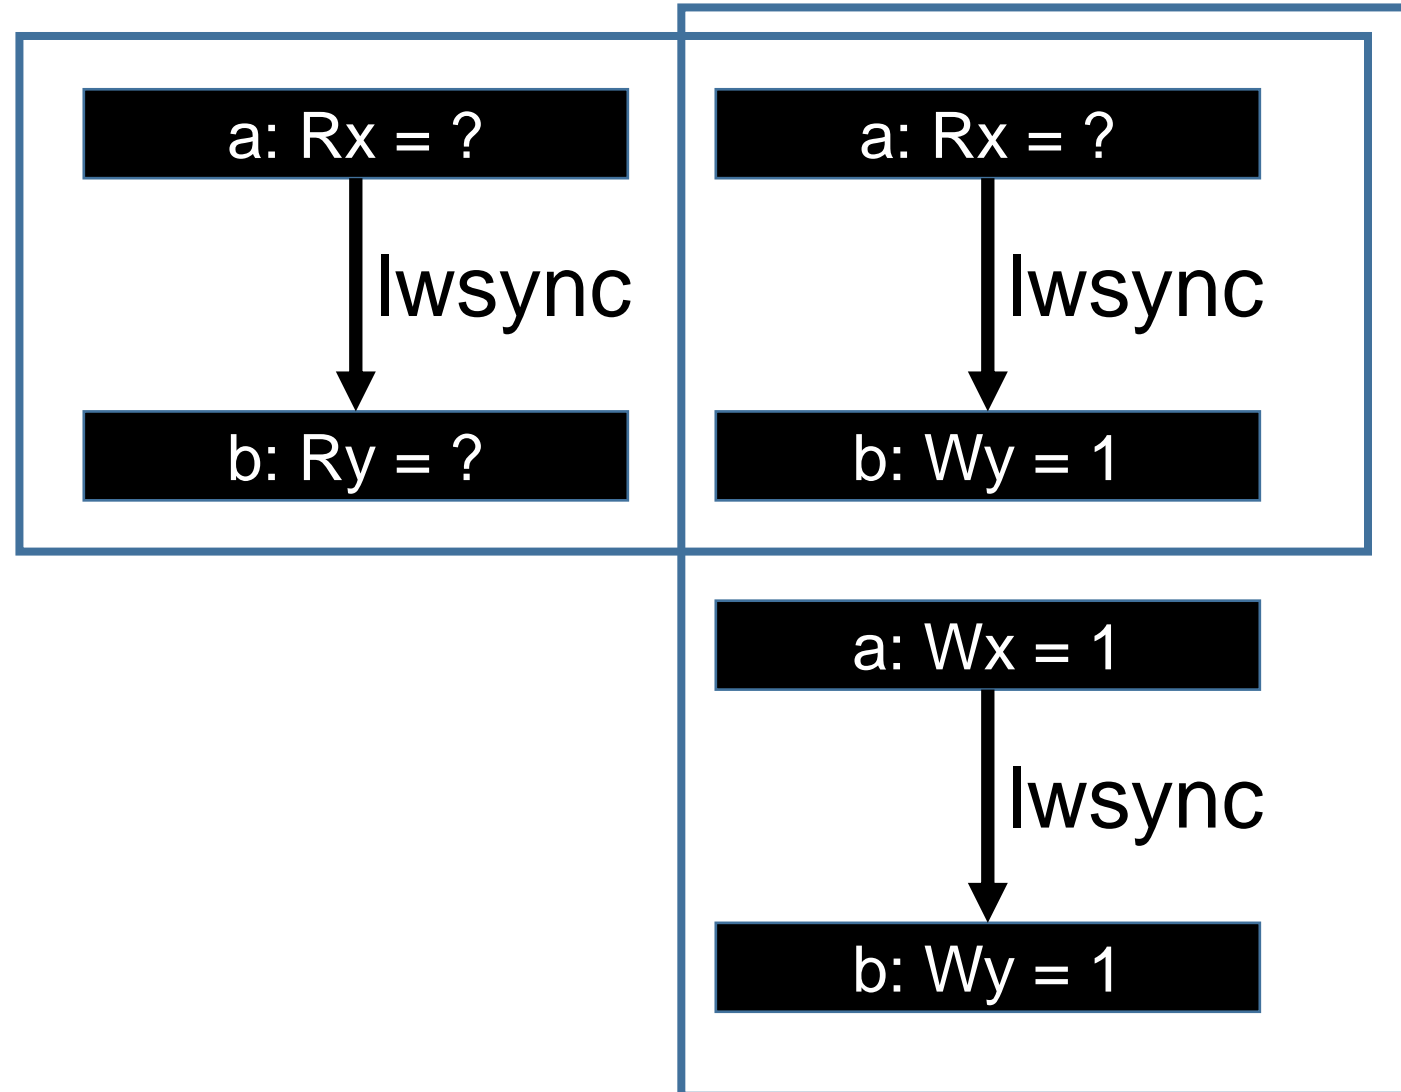 a: Rx = ?
a: Rx = ?
lwsync
lwsync
b: Ry = ?
b: Wy = 1
a: Wx = 1
lwsync
b: Wy = 1